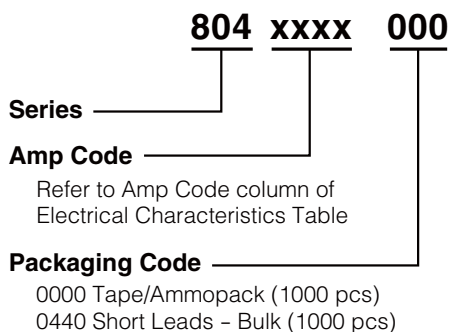 804 xxxx 000
Series
Amp Code
Refer to Amp Code column of
Electrical Characteristics Table
Packaging Code
0000 Tape/Ammopack (1000 pcs)
0440 Short Leads – Bulk (1000 pcs)